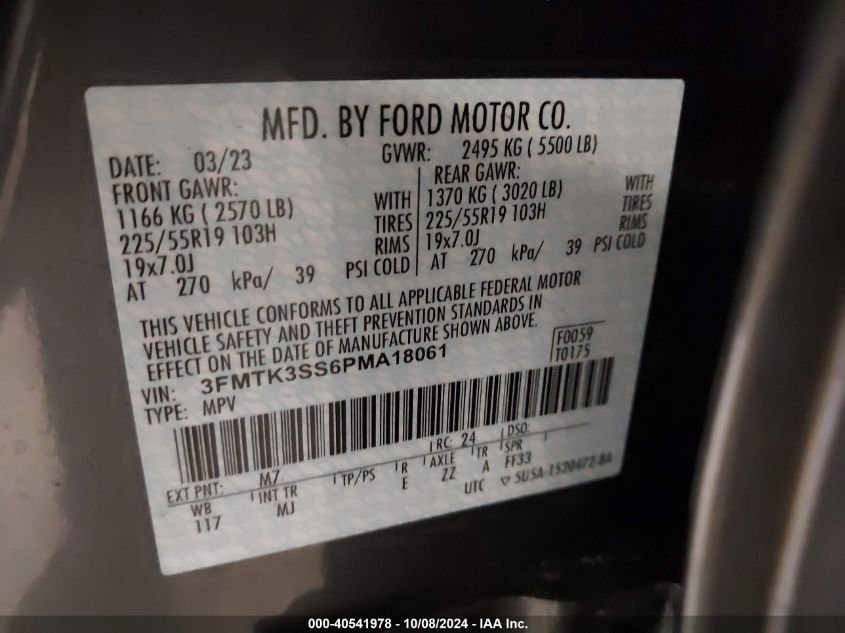 MFD. BY FORD MOTOR CO.
DATE: 03/23 GVWR: 2495 KG ( 5500 LB)
FRONT GAWR: REAR GAWR:
1166 KG ( 2570 LB) WITH 1370 KG ( 3020 LB) WITH
225/55R19 103H TIRES 225/55R19 103H TIRES
19x7.0J RIMS 19x7.0J RIMS
AT 270 kPa/ 39 PSI COLD AT 270 kPa/ 39 PSI COLD
THIS VEHICLE CONFORMS TO ALL APPLICABLE FEDERAL MOTOR
VEHICLE SAFETY AND THEFT PREVENTION STANDARDS IN
EFFECT ON THE DATE OF MANUFACTURE SHOWN ABOVE.
VIN: 3FMTK3SS6PMA18061 F0059
TYPE: MPV T0175
EXT PNT: M7 RC: 24 DSO:
WB INT TR TP/PS R AXLE TR SPR
117 MJ E ZZ A FF33
UTC 5USA-1520472-BA
000-40541978 - 10/08/2024 - IAA Inc.